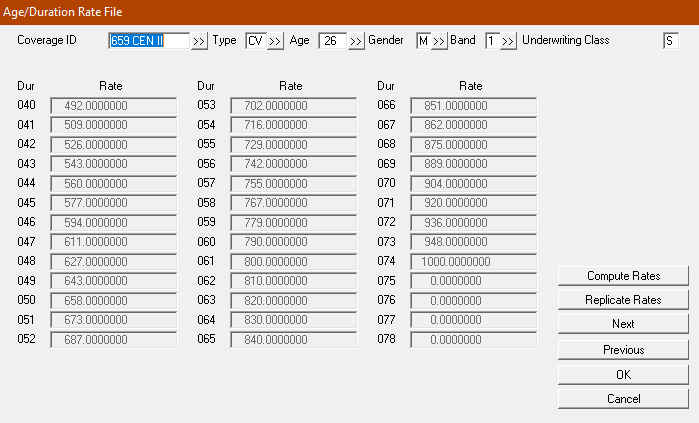 Age/Duration Rate File
Coverage ID 659 CEN II >> Type CV >> Age 26 >> Gender M >> Band 1 >> Underwriting Class S
Dur Rate Dur Rate Dur Rate
040 492.0000000 053 702.0000000 066 851.0000000
041 509.0000000 054 716.0000000 067 862.0000000
042 526.0000000 055 729.0000000 068 875.0000000
043 543.0000000 056 742.0000000 069 889.0000000
044 560.0000000 057 755.0000000 070 904.0000000
045 577.0000000 058 767.0000000 071 920.0000000
046 594.0000000 059 779.0000000 072 936.0000000
047 611.0000000 060 790.0000000 073 948.0000000
048 627.0000000 061 800.0000000 074 1000.0000000
049 643.0000000 062 810.0000000 075 0.0000000
050 658.0000000 063 820.0000000 076 0.0000000
051 673.0000000 064 830.0000000 077 0.0000000
052 687.0000000 065 840.0000000 078 0.0000000
Compute Rates
Replicate Rates
Next
Previous
OK
Cancel